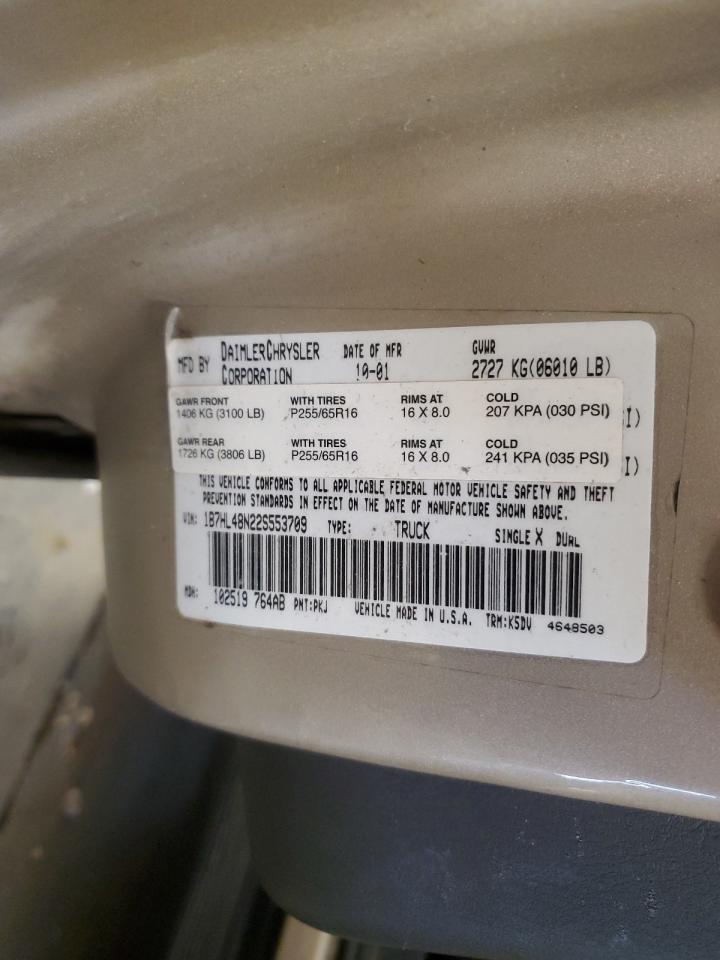 MFD BY DAIMLERCHRYSLER CORPORATION DATE OF MFR 10-01 GVWR 2727 KG(06010 LB)
GAWR FRONT WITH TIRES RIMS AT COLD
1406 KG (3100 LB) P255/65R16 16 X 8.0 207 KPA (030 PSI) I)
GAWR REAR WITH TIRES RIMS AT COLD
1726 KG (3806 LB) P255/65R16 16 X 8.0 241 KPA (035 PSI) I)
THIS VEHICLE CONFORMS TO ALL APPLICABLE FEDERAL MOTOR VEHICLE SAFETY AND THEFT
PREVENTION STANDARDS IN EFFECT ON THE DATE OF MANUFACTURE SHOWN ABOVE.
VIN: 1B7HL48N22S553709 TYPE: TRUCK SINGLE X DUAL
MDH: 102519 764AB PNT:PKJ VEHICLE MADE IN U.S.A. TRM:K5DV 4648503